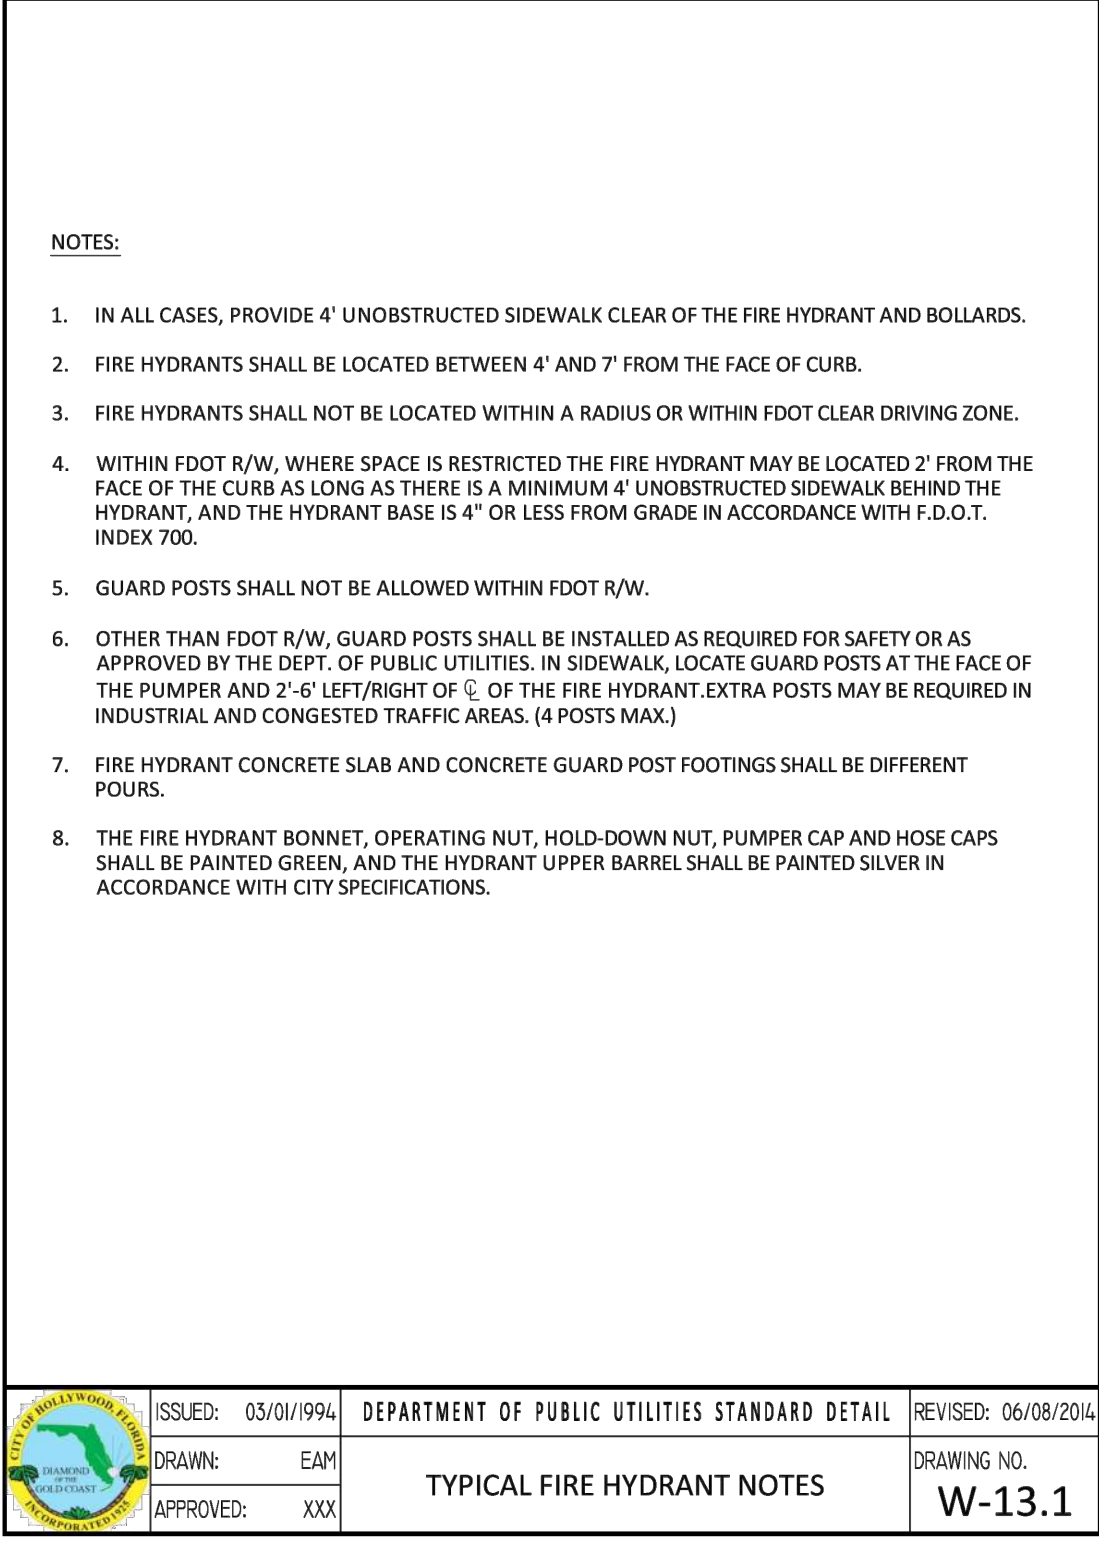 NOTES:
1. IN ALL CASES, PROVIDE 4' UNOBSTRUCTED SIDEWALK CLEAR OF THE FIRE HYDRANT AND BOLLARDS.
2. FIRE HYDRANTS SHALL BE LOCATED BETWEEN 4' AND 7' FROM THE FACE OF CURB.
3. FIRE HYDRANTS SHALL NOT BE LOCATED WITHIN A RADIUS OR WITHIN FDOT CLEAR DRIVING ZONE.
4. WITHIN FDOT R/W, WHERE SPACE IS RESTRICTED THE FIRE HYDRANT MAY BE LOCATED 2' FROM THE
FACE OF THE CURB AS LONG AS THERE IS A MINIMUM 4' UNOBSTRUCTED SIDEWALK BEHIND THE
HYDRANT, AND THE HYDRANT BASE IS 4" OR LESS FROM GRADE IN ACCORDANCE WITH F.D.O.T.
INDEX 700.
5. GUARD POSTS SHALL NOT BE ALLOWED WITHIN FDOT R/W.
6. OTHER THAN FDOT R/W, GUARD POSTS SHALL BE INSTALLED AS REQUIRED FOR SAFETY OR AS
APPROVED BY THE DEPT. OF PUBLIC UTILITIES. IN SIDEWALK, LOCATE GUARD POSTS AT THE FACE OF
THE PUMPER AND 2'-6' LEFT/RIGHT OF ℄ OF THE FIRE HYDRANT.EXTRA POSTS MAY BE REQUIRED IN
INDUSTRIAL AND CONGESTED TRAFFIC AREAS. (4 POSTS MAX.)
7. FIRE HYDRANT CONCRETE SLAB AND CONCRETE GUARD POST FOOTINGS SHALL BE DIFFERENT
POURS.
8. THE FIRE HYDRANT BONNET, OPERATING NUT, HOLD-DOWN NUT, PUMPER CAP AND HOSE CAPS
SHALL BE PAINTED GREEN, AND THE HYDRANT UPPER BARREL SHALL BE PAINTED SILVER IN
ACCORDANCE WITH CITY SPECIFICATIONS.
CITY OF HOLLYWOOD, FLORIDA
DIAMOND
OF THE
GOLD COAST
INCORPORATED 1925
ISSUED: 03/01/1994
DRAWN: EAM
APPROVED: XXX
DEPARTMENT OF PUBLIC UTILITIES STANDARD DETAIL
TYPICAL FIRE HYDRANT NOTES
REVISED: 06/08/2014
DRAWING NO.
W-13.1